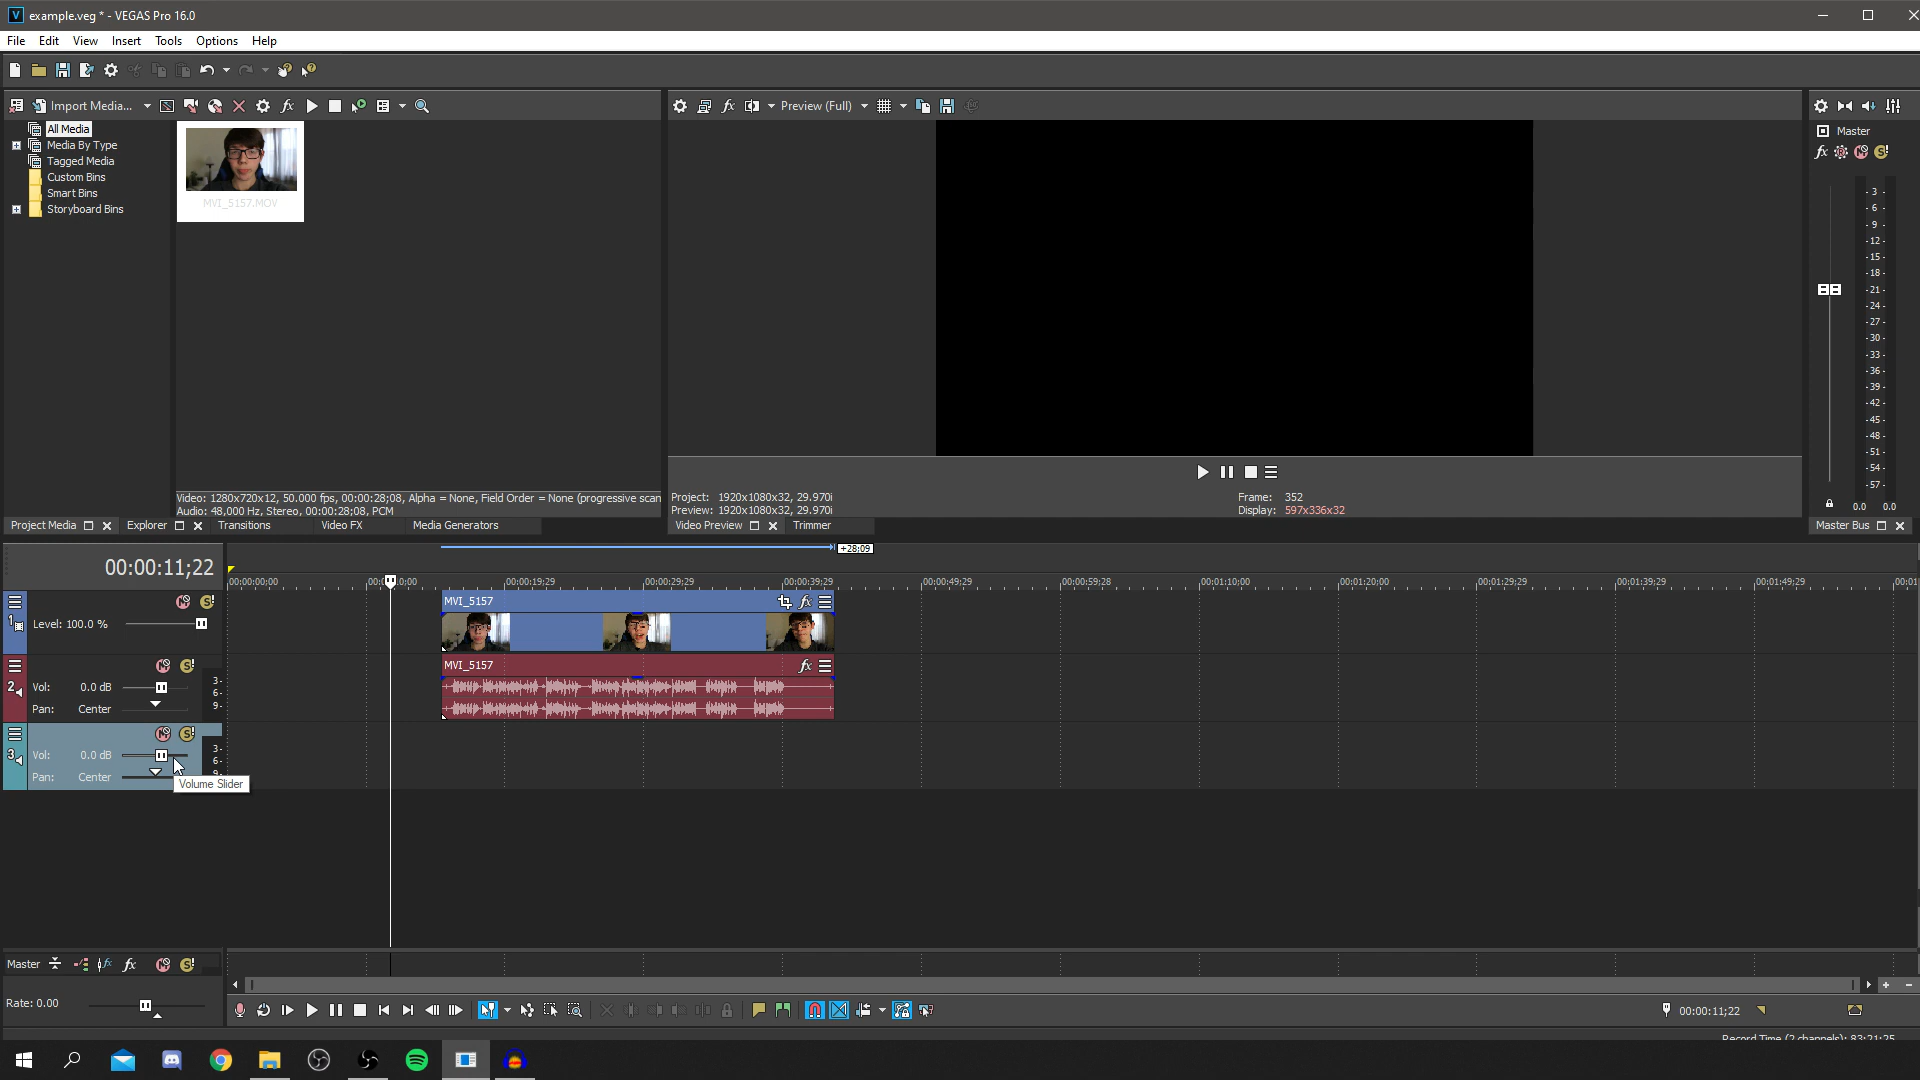 example.veg * - VEGAS Pro 16.0
File Edit View Insert Tools Options Help
Import Media...
Preview (Full)
All Media
Media By Type
Tagged Media
Custom Bins
Smart Bins
Storyboard Bins
MVI_5157.MOV
Master
-3-
-6-
-9-
-12-
-15-
-18-
-21-
-24-
-27-
-30-
-33-
-36-
-39-
-42-
-45-
-48-
-51-
-54-
-57-
0.0 0.0
Video: 1280x720x12, 50.000 fps, 00:00:28;08, Alpha = None, Field Order = None (progressive scan
Audio: 48,000 Hz, Stereo, 00:00:28;08, PCM
Project: 1920x1080x32, 29.970i
Preview: 1920x1080x32, 29.970i
Frame: 352
Display: 597x336x32
Project Media Explorer Transitions Video FX Media Generators
Video Preview Trimmer
Master Bus
00:00:11;22
+28:09
00:00:00;00 00:00:19;29 00:00:29;29 00:00:39;29 00:00:49;29 00:00:59;28 00:01:10;00 00:01:20;00 00:01:29;29 00:01:39;29 00:01:49;29
1
Level: 100.0 %
MVI_5157
2
Vol: 0.0 dB
Pan: Center
3-
6-
9-
MVI_5157
3
Vol: 0.0 dB
Pan: Center
3-
6-
Volume Slider
Master
Rate: 0.00
00:00:11;22
Record Time (2 channels): 83:21:25